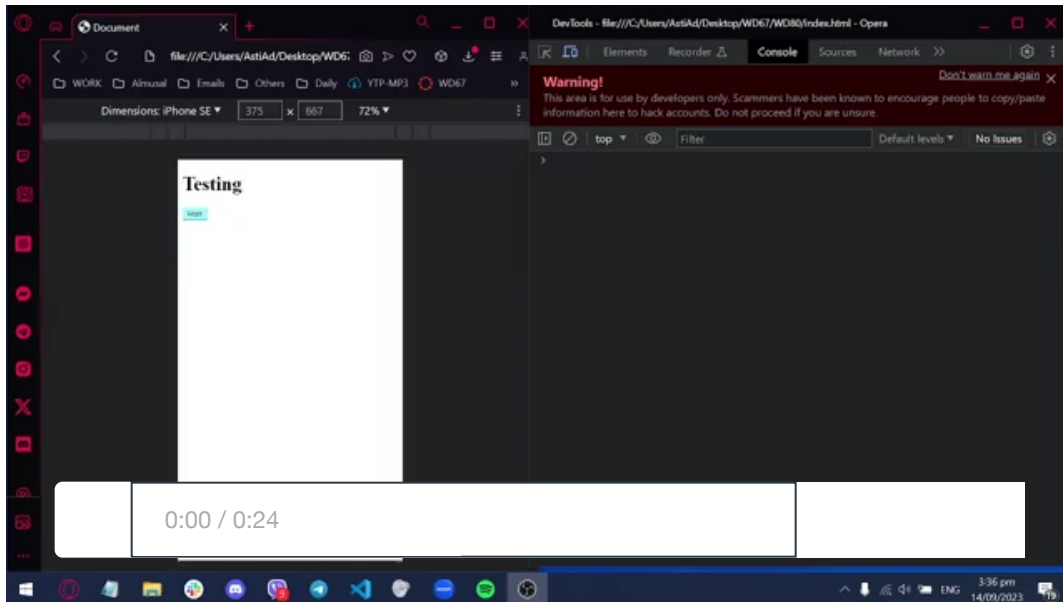 Document
DevTools - file:///C:/Users/AstiAd/Desktop/WD67/WD80/index.html - Opera
file:///C:/Users/AstiAd/Desktop/WD67
Elements Recorder Console Sources Network
Warning!
Don't warn me again
This area is for use by developers only. Scammers have been known to encourage people to copy/paste
information here to hack accounts. Do not proceed if you are unsure.
WORK Almusal Emails Others Daily YTP-MP3 WD67
Dimensions: iPhone SE 375 x 667 72%
top Filter Default levels No Issues
Testing
0:00 / 0:24
ENG
3:36 pm
14/09/2023